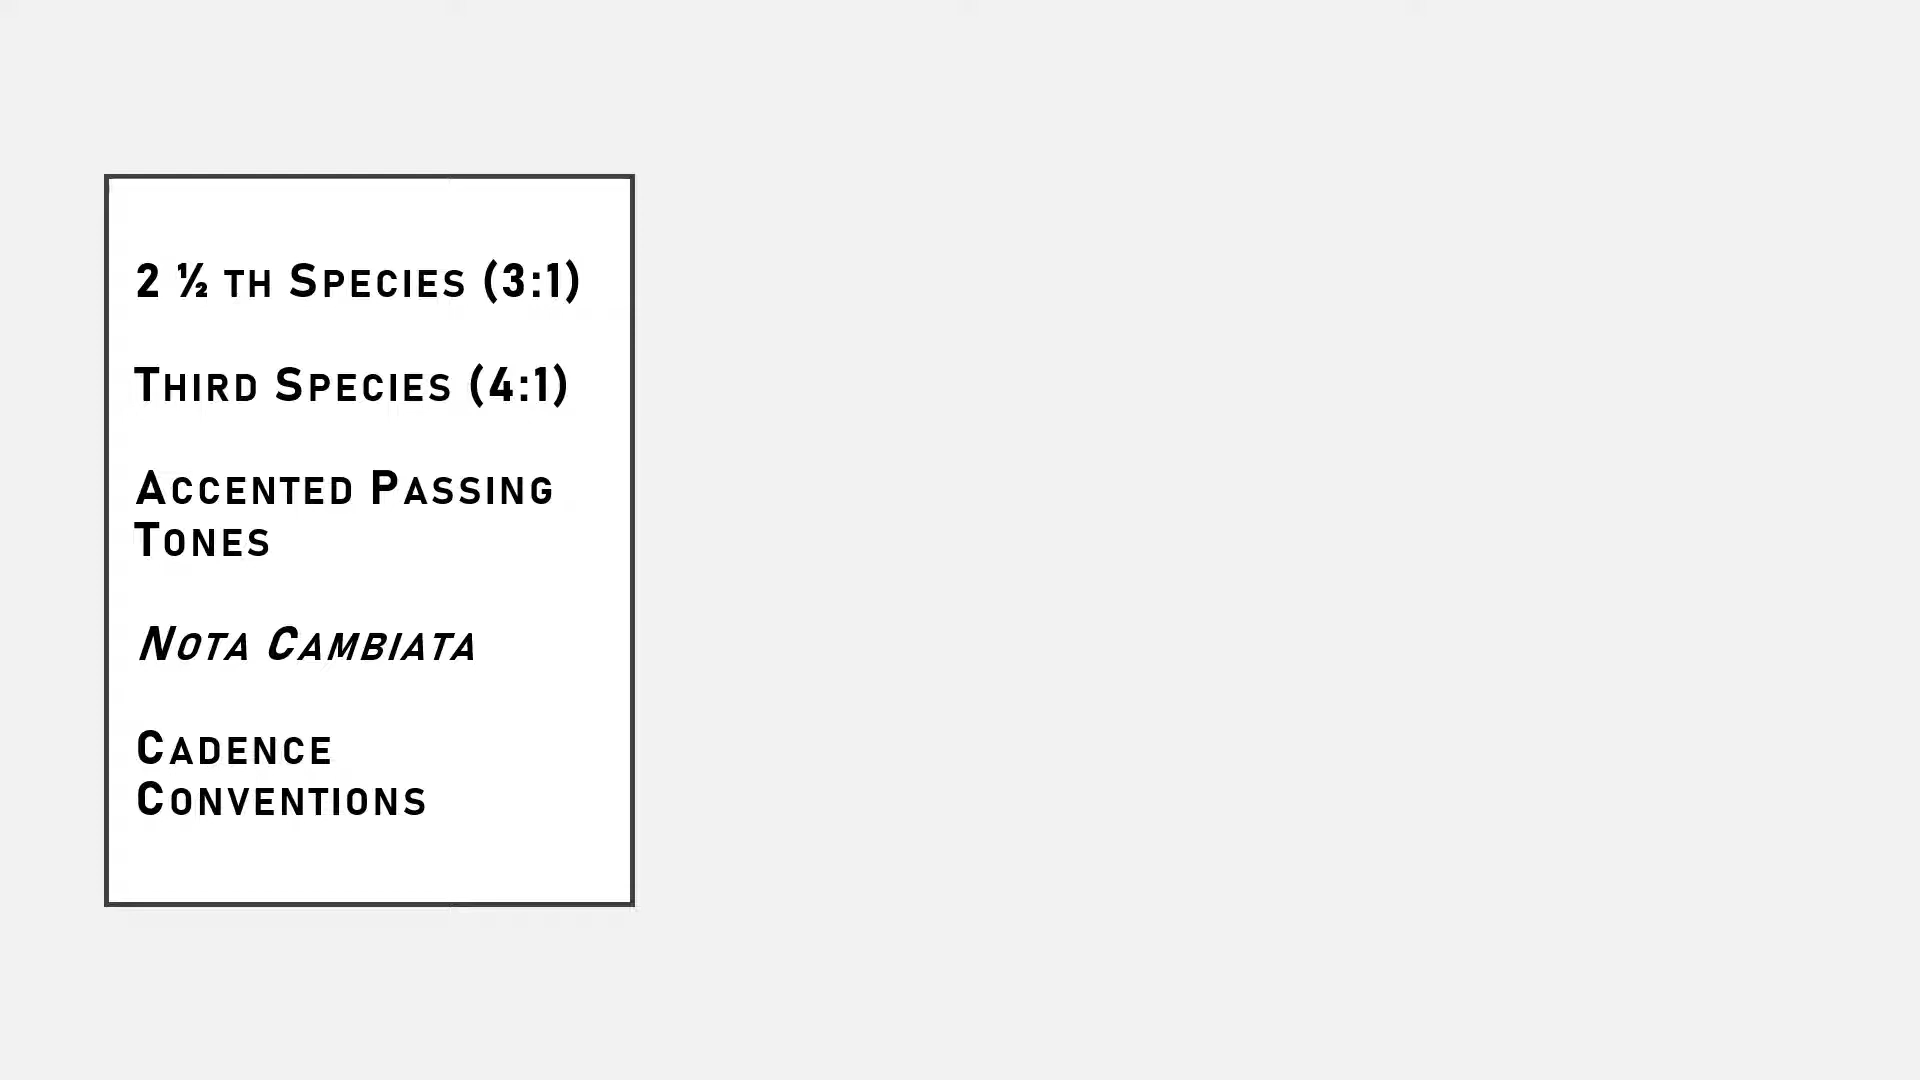 2 ½ th Species (3:1)
Third Species (4:1)
Accented Passing
Tones
Nota Cambiata
Cadence
Conventions